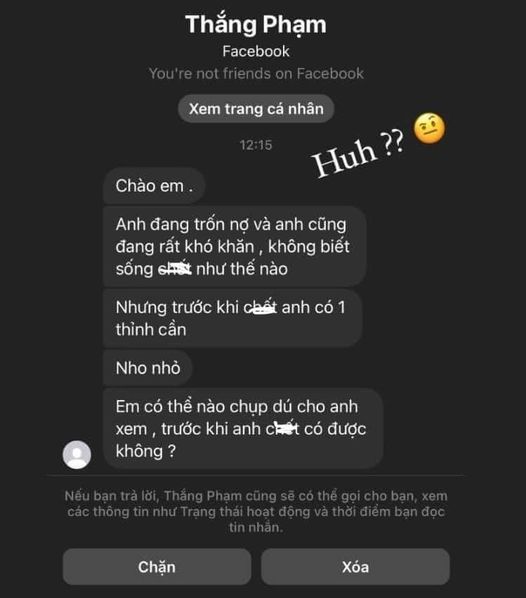 Thắng Phạm
Facebook
You're not friends on Facebook
Xem trang cá nhân
12:15
Huh ??
Chào em .
Anh đang trốn nợ và anh cũng
đang rất khó khăn , không biết
sống chết như thế nào
Nhưng trước khi chết anh có 1
thỉnh cần
Nho nhỏ
Em có thể nào chụp dú cho anh
xem , trước khi anh chết có được
không ?
Nếu bạn trả lời, Thắng Phạm cũng sẽ có thể gọi cho bạn, xem
các thông tin như Trạng thái hoạt động và thời điểm bạn đọc
tin nhắn.
Chặn
Xóa